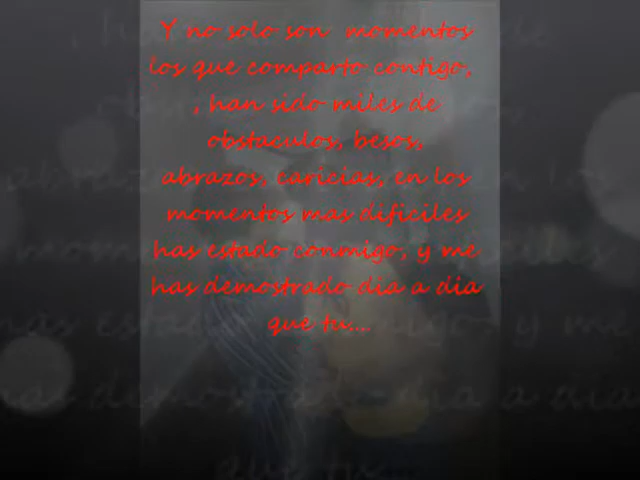 Y no solo son momentos
los que comparto contigo,
, han sido miles de
obstaculos, besos,
abrazos, caricias, en los
momentos mas dificiles
has estado conmigo, y me
has demostrado dia a dia
que tu...